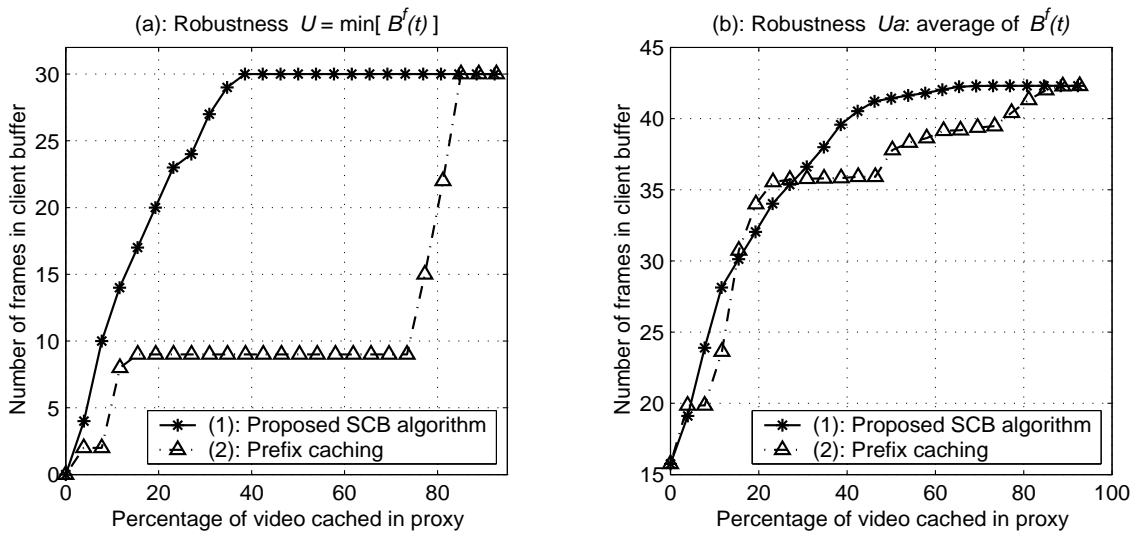 (a): Robustness U = min[ B^f(t) ]
Number of frames in client buffer
30
25
20
15
10
5
0
(1): Proposed SCB algorithm
(2): Prefix caching
0 20 40 60 80
Percentage of video cached in proxy
(b): Robustness Ua: average of B^f(t)
Number of frames in client buffer
45
40
35
30
25
20
15
(1): Proposed SCB algorithm
(2): Prefix caching
0 20 40 60 80 100
Percentage of video cached in proxy